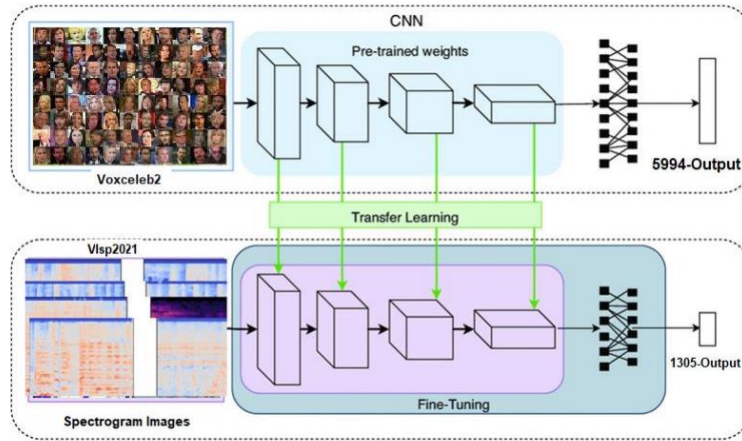 CNN
Pre-trained weights
Voxceleb2
5994-Output
Transfer Learning
Vlsp2021
1305-Output
Spectrogram Images
Fine-Tuning